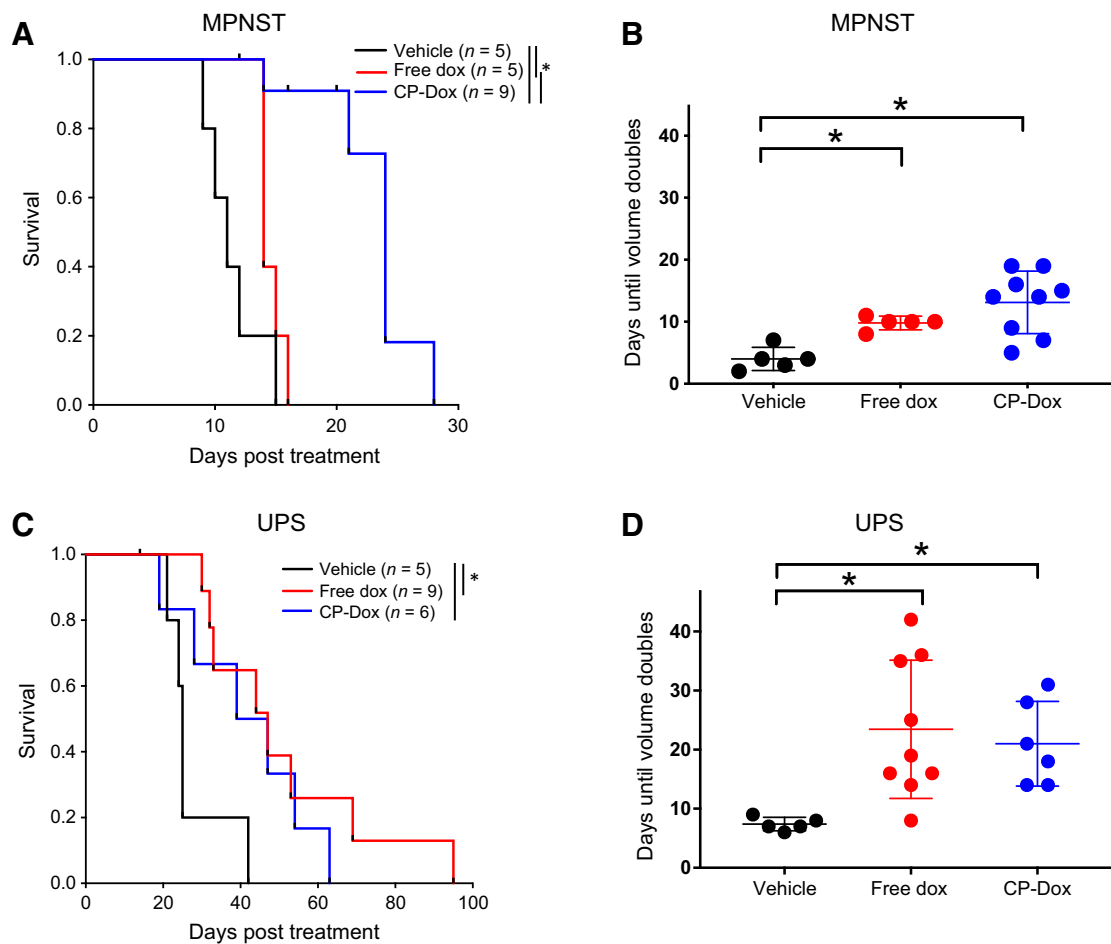 A
MPNST
Vehicle (n = 5)
Free dox (n = 5)
CP-Dox (n = 9)
*
1.0
0.8
0.6
0.4
0.2
0.0
Survival
0 10 20 30
Days post treatment
B
MPNST
*
*
40
30
20
10
0
Days until volume doubles
Vehicle Free dox CP-Dox
C
UPS
Vehicle (n = 5)
Free dox (n = 9)
CP-Dox (n = 6)
*
1.0
0.8
0.6
0.4
0.2
0.0
Survival
0 20 40 60 80 100
Days post treatment
D
UPS
*
*
40
30
20
10
0
Days until volume doubles
Vehicle Free dox CP-Dox